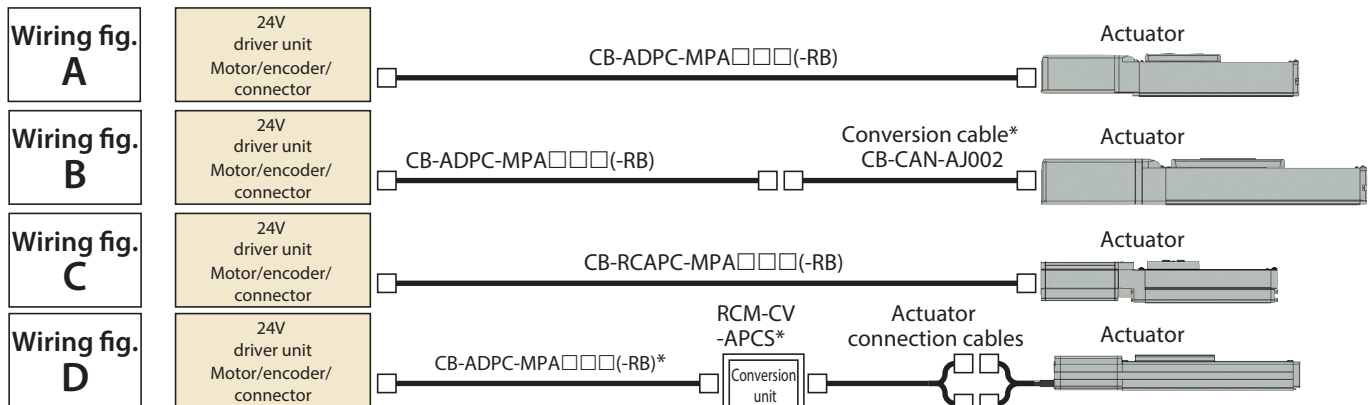 Wiring fig.
A
24V
driver unit
Motor/encoder/
connector
CB-ADPC-MPA□□□(-RB)
Actuator
Wiring fig.
B
24V
driver unit
Motor/encoder/
connector
CB-ADPC-MPA□□□(-RB)
Conversion cable*
CB-CAN-AJ002
Actuator
Wiring fig.
C
24V
driver unit
Motor/encoder/
connector
CB-RCAPC-MPA□□□(-RB)
Actuator
Wiring fig.
D
24V
driver unit
Motor/encoder/
connector
CB-ADPC-MPA□□□(-RB)*
RCM-CV
-APCS*
Conversion
unit
Actuator
connection cables
Actuator